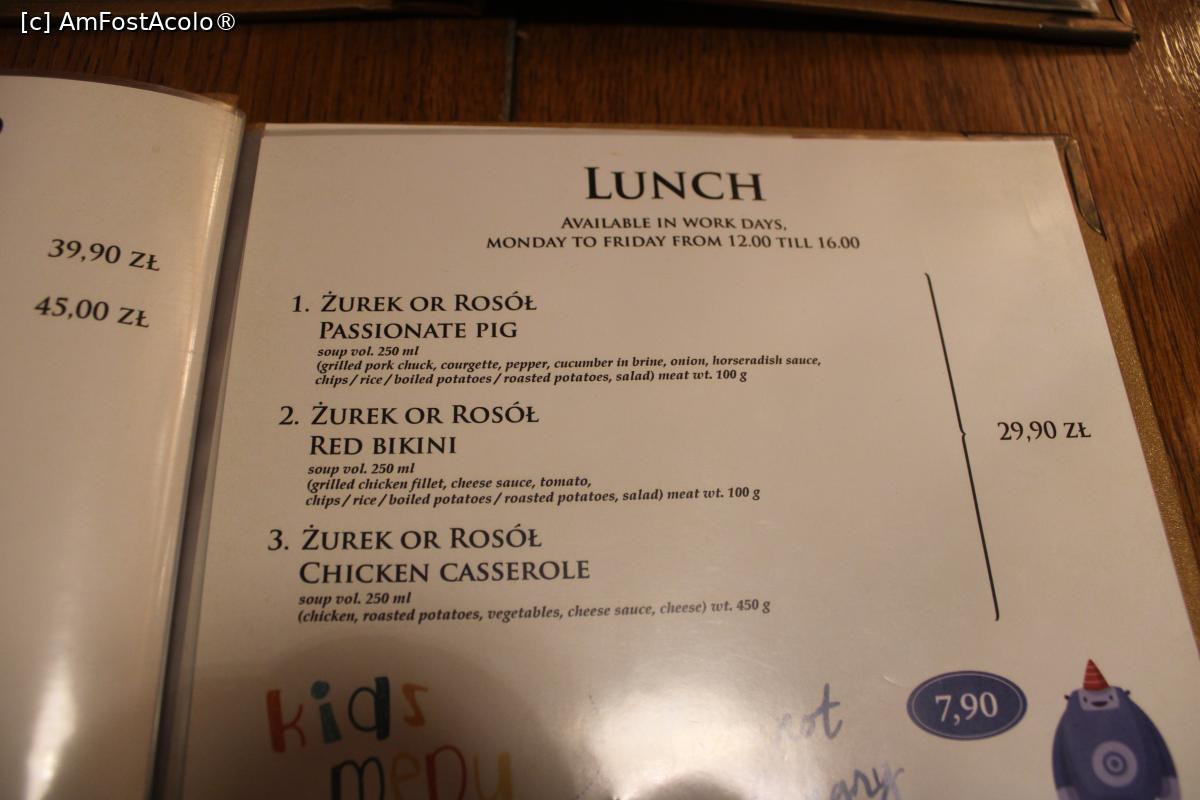 [c] AmFostAcolo®
39,90 ZŁ
45,00 ZŁ
LUNCH
AVAILABLE IN WORK DAYS,
MONDAY TO FRIDAY FROM 12.00 TILL 16.00
1. ŻUREK OR ROSÓŁ
PASSIONATE PIG
soup vol. 250 ml
(grilled pork chuck, courgette, pepper, cucumber in brine, onion, horseradish sauce,
chips / rice / boiled potatoes / roasted potatoes, salad) meat wt. 100 g
2. ŻUREK OR ROSÓŁ
RED BIKINI
soup vol. 250 ml
(grilled chicken fillet, cheese sauce, tomato,
chips / rice / boiled potatoes / roasted potatoes, salad) meat wt. 100 g
3. ŻUREK OR ROSÓŁ
CHICKEN CASSEROLE
soup vol. 250 ml
(chicken, roasted potatoes, vegetables, cheese sauce, cheese) wt. 450 g
29,90 ZŁ
kids
menu
7,90